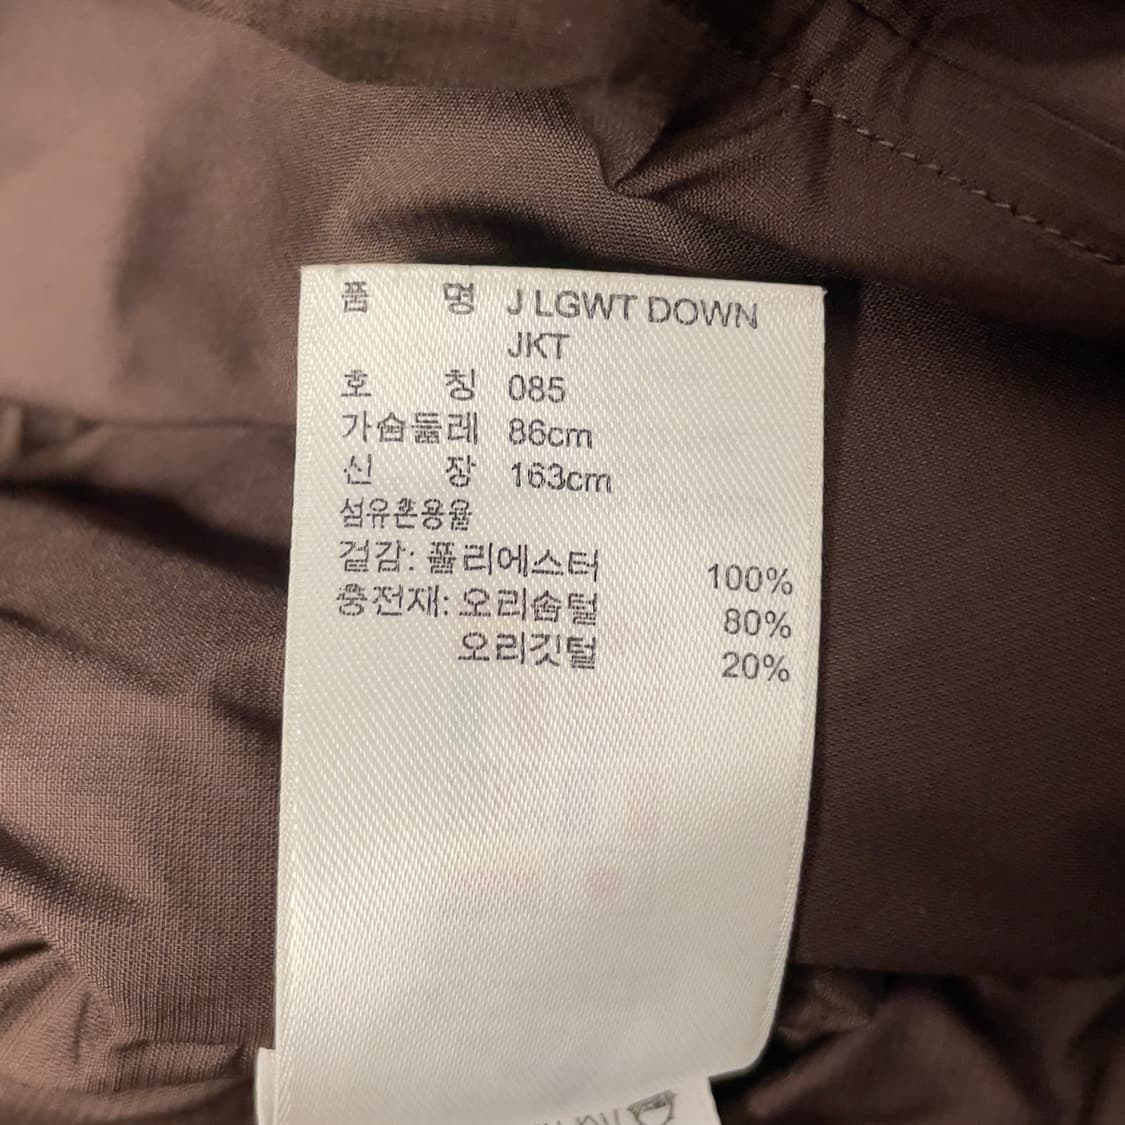 품 명 J LGWT DOWN
JKT
호 칭 085
가슴둘레 86cm
신 장 163cm
섬유혼용율
겉감: 폴리에스터 100%
충전재: 오리솜털 80%
오리깃털 20%